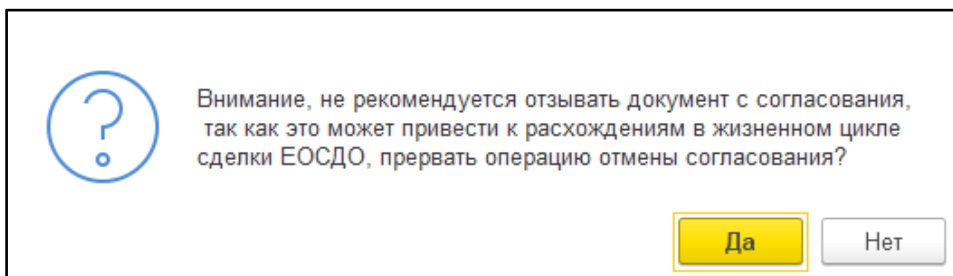 Внимание, не рекомендуется отзывать документ с согласования,
так как это может привести к расхождениям в жизненном цикле
сделки ЕОСДО, прервать операцию отмены согласования?
Да
Нет